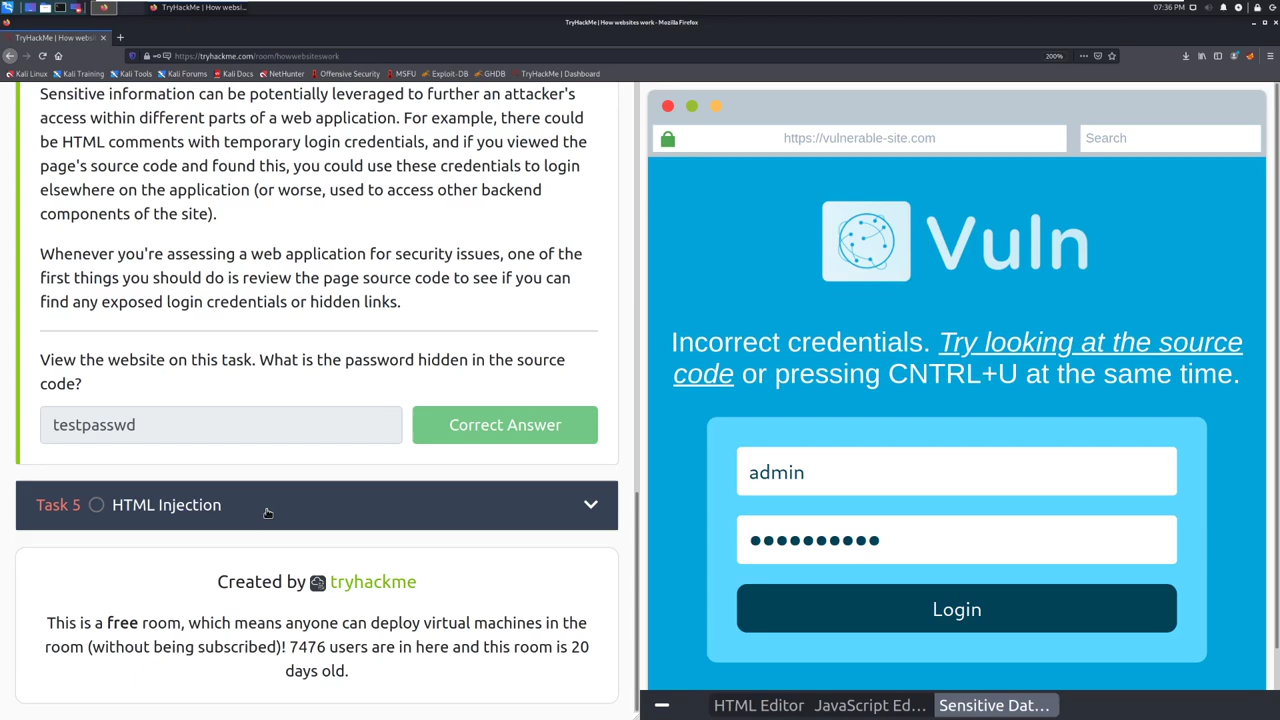 TryHackMe | How websi...
07:36 PM
TryHackMe | How websites work - Mozilla Firefox
TryHackMe | How websi
https://tryhackme.com/room/howwebsiteswork
200%
Kali Linux Kali Training Kali Tools Kali Forums Kali Docs NetHunter Offensive Security MSFU Exploit-DB GHDB TryHackMe | Dashboard
Sensitive information can be potentially leveraged to further an attacker's
access within different parts of a web application. For example, there could
be HTML comments with temporary login credentials, and if you viewed the
page's source code and found this, you could use these credentials to login
elsewhere on the application (or worse, used to access other backend
components of the site).
Whenever you're assessing a web application for security issues, one of the
first things you should do is review the page source code to see if you can
find any exposed login credentials or hidden links.
View the website on this task. What is the password hidden in the source
code?
testpasswd
Correct Answer
Task 5 HTML Injection
Created by tryhackme
This is a free room, which means anyone can deploy virtual machines in the
room (without being subscribed)! 7476 users are in here and this room is 20
days old.
https://vulnerable-site.com
Search
Vuln
Incorrect credentials. Try looking at the source
code or pressing CNTRL+U at the same time.
admin
Login
HTML Editor JavaScript Ed... Sensitive Dat...